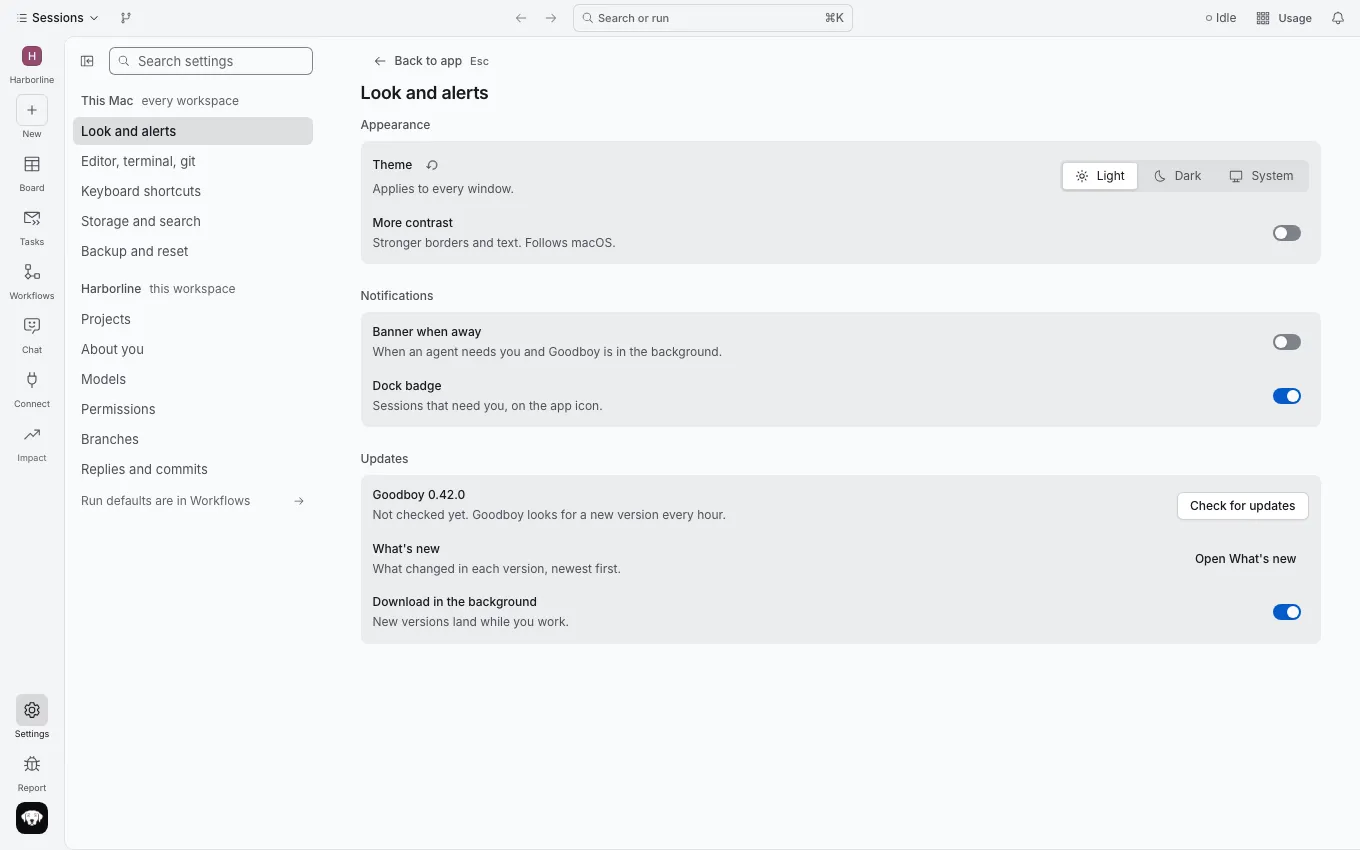 Sessions
Search or run
⌘K
Idle
Usage
H
Harborline
New
Board
Tasks
Workflows
Chat
Connect
Impact
Settings
Report
Search settings
This Mac every workspace
Look and alerts
Editor, terminal, git
Keyboard shortcuts
Storage and search
Backup and reset
Harborline this workspace
Projects
About you
Models
Permissions
Branches
Replies and commits
Run defaults are in Workflows
Back to app Esc
Look and alerts
Appearance
Theme
Applies to every window.
Light
Dark
System
More contrast
Stronger borders and text. Follows macOS.
Notifications
Banner when away
When an agent needs you and Goodboy is in the background.
Dock badge
Sessions that need you, on the app icon.
Updates
Goodboy 0.42.0
Not checked yet. Goodboy looks for a new version every hour.
Check for updates
What's new
What changed in each version, newest first.
Open What's new
Download in the background
New versions land while you work.